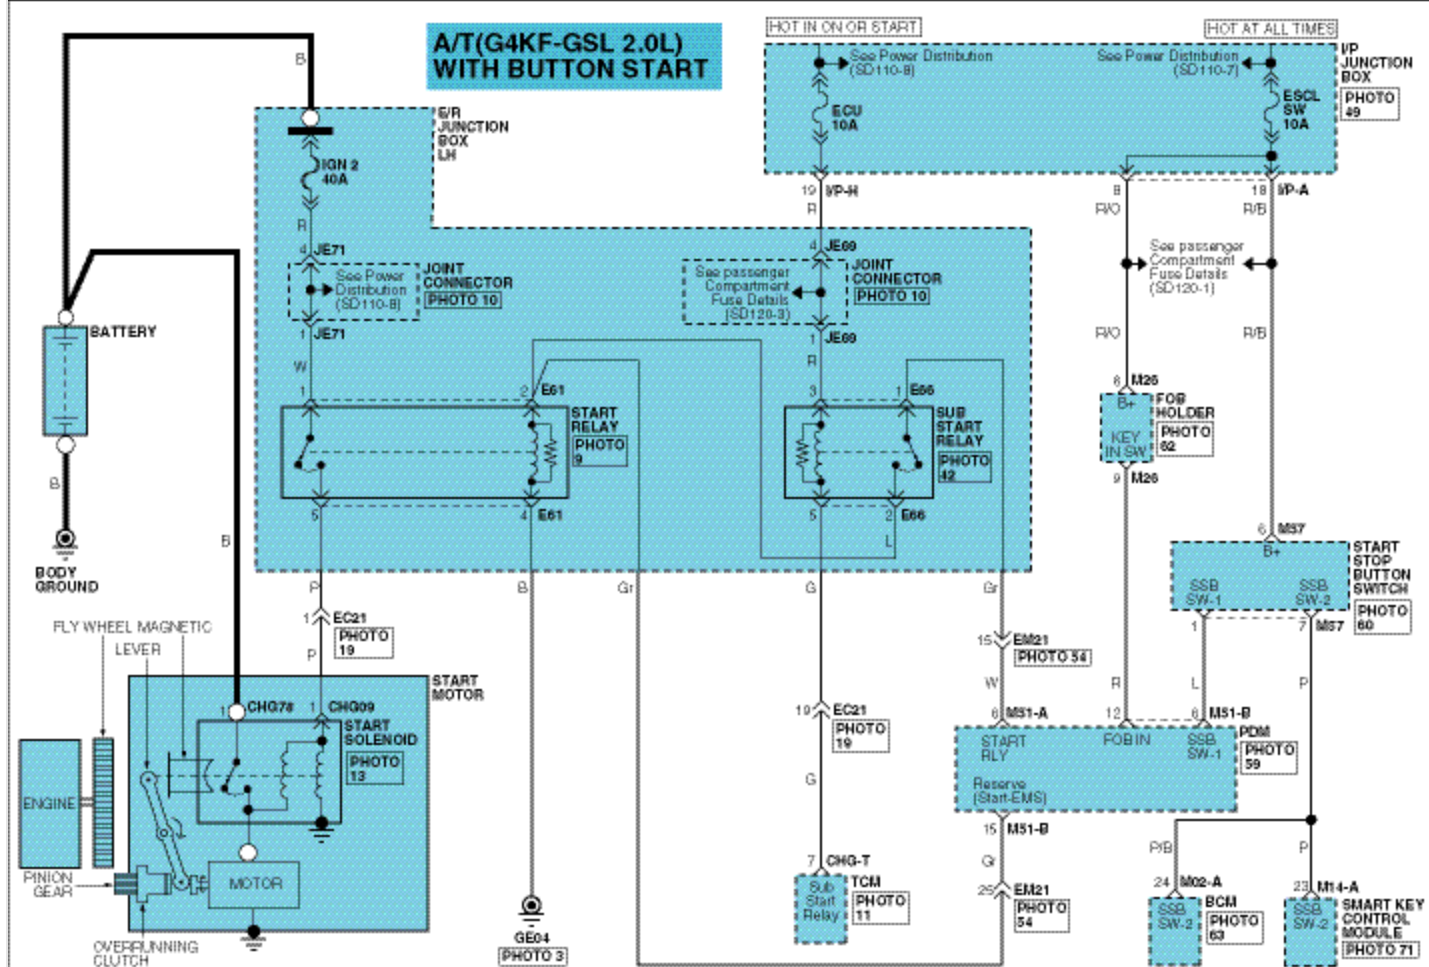 A/T(G4KF-GSL 2.0L)
WITH BUTTON START
HOT IN ON OR START
HOT AT ALL TIMES
See Power Distribution
(SD110-8)
See Power Distribution
(SD110-7)
I/P
JUNCTION
BOX
PHOTO
49
ECU
10A
ESCL
SW
10A
B
E/R
JUNCTION
BOX
LH
IGN 2
40A
19 I/P-H
8
18 I/P-A
R
R/O
R/B
R
4 JE71
See Power
Distribution
(SD110-8)
JOINT
CONNECTOR
PHOTO 10
1 JE71
4 JE69
See passenger
Compartment
Fuse Details
(SD120-3)
JOINT
CONNECTOR
PHOTO 10
1 JE69
See passenger
Compartment
Fuse Details
(SD120-1)
BATTERY
R/O
R/B
W
R
1
2 E61
3
1 E66
START
RELAY
PHOTO
9
SUB
START
RELAY
PHOTO
42
6 M26
B+
KEY
IN SW
FOB
HOLDER
PHOTO
62
9 M26
B
5
4 E61
5
2 E66
L
B
BODY
GROUND
6 M57
B+
SSB
SW-1
SSB
SW-2
START
STOP
BUTTON
SWITCH
PHOTO
60
1
7 M57
P
B
Gr
G
Gr
1 EC21
PHOTO
19
P
FLY WHEEL MAGNETIC
LEVER
15 EM21
PHOTO 54
W
R
L
P
START
MOTOR
1 CHG78
1 CHG09
START
SOLENOID
PHOTO
13
19 EC21
PHOTO
19
G
6 M51-A
12
6 M51-B
START
RLY
FOB IN
SSB
SW-1
Reserve
(Start-EMS)
PDM
PHOTO
59
15 M51-B
Gr
25 EM21
PHOTO
54
ENGINE
PINION
GEAR
MOTOR
OVERRUNNING
CLUTCH
GE04
PHOTO 3
7 CHG-T
Sub
Start
Relay
TCM
PHOTO
11
P/B
P
24 M02-A
SSB
SW-2
BCM
PHOTO
63
23 M14-A
SSB
SW-2
SMART KEY
CONTROL
MODULE
PHOTO 71